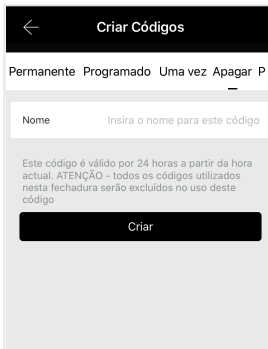 Criar Códigos
Permanente Programado Uma vez Apagar P
Nome Insira o nome para este código
Este código é válido por 24 horas a partir da hora
actual. ATENÇÃO - todos os códigos utilizados
nesta fechadura serão excluídos no uso deste
código
Criar